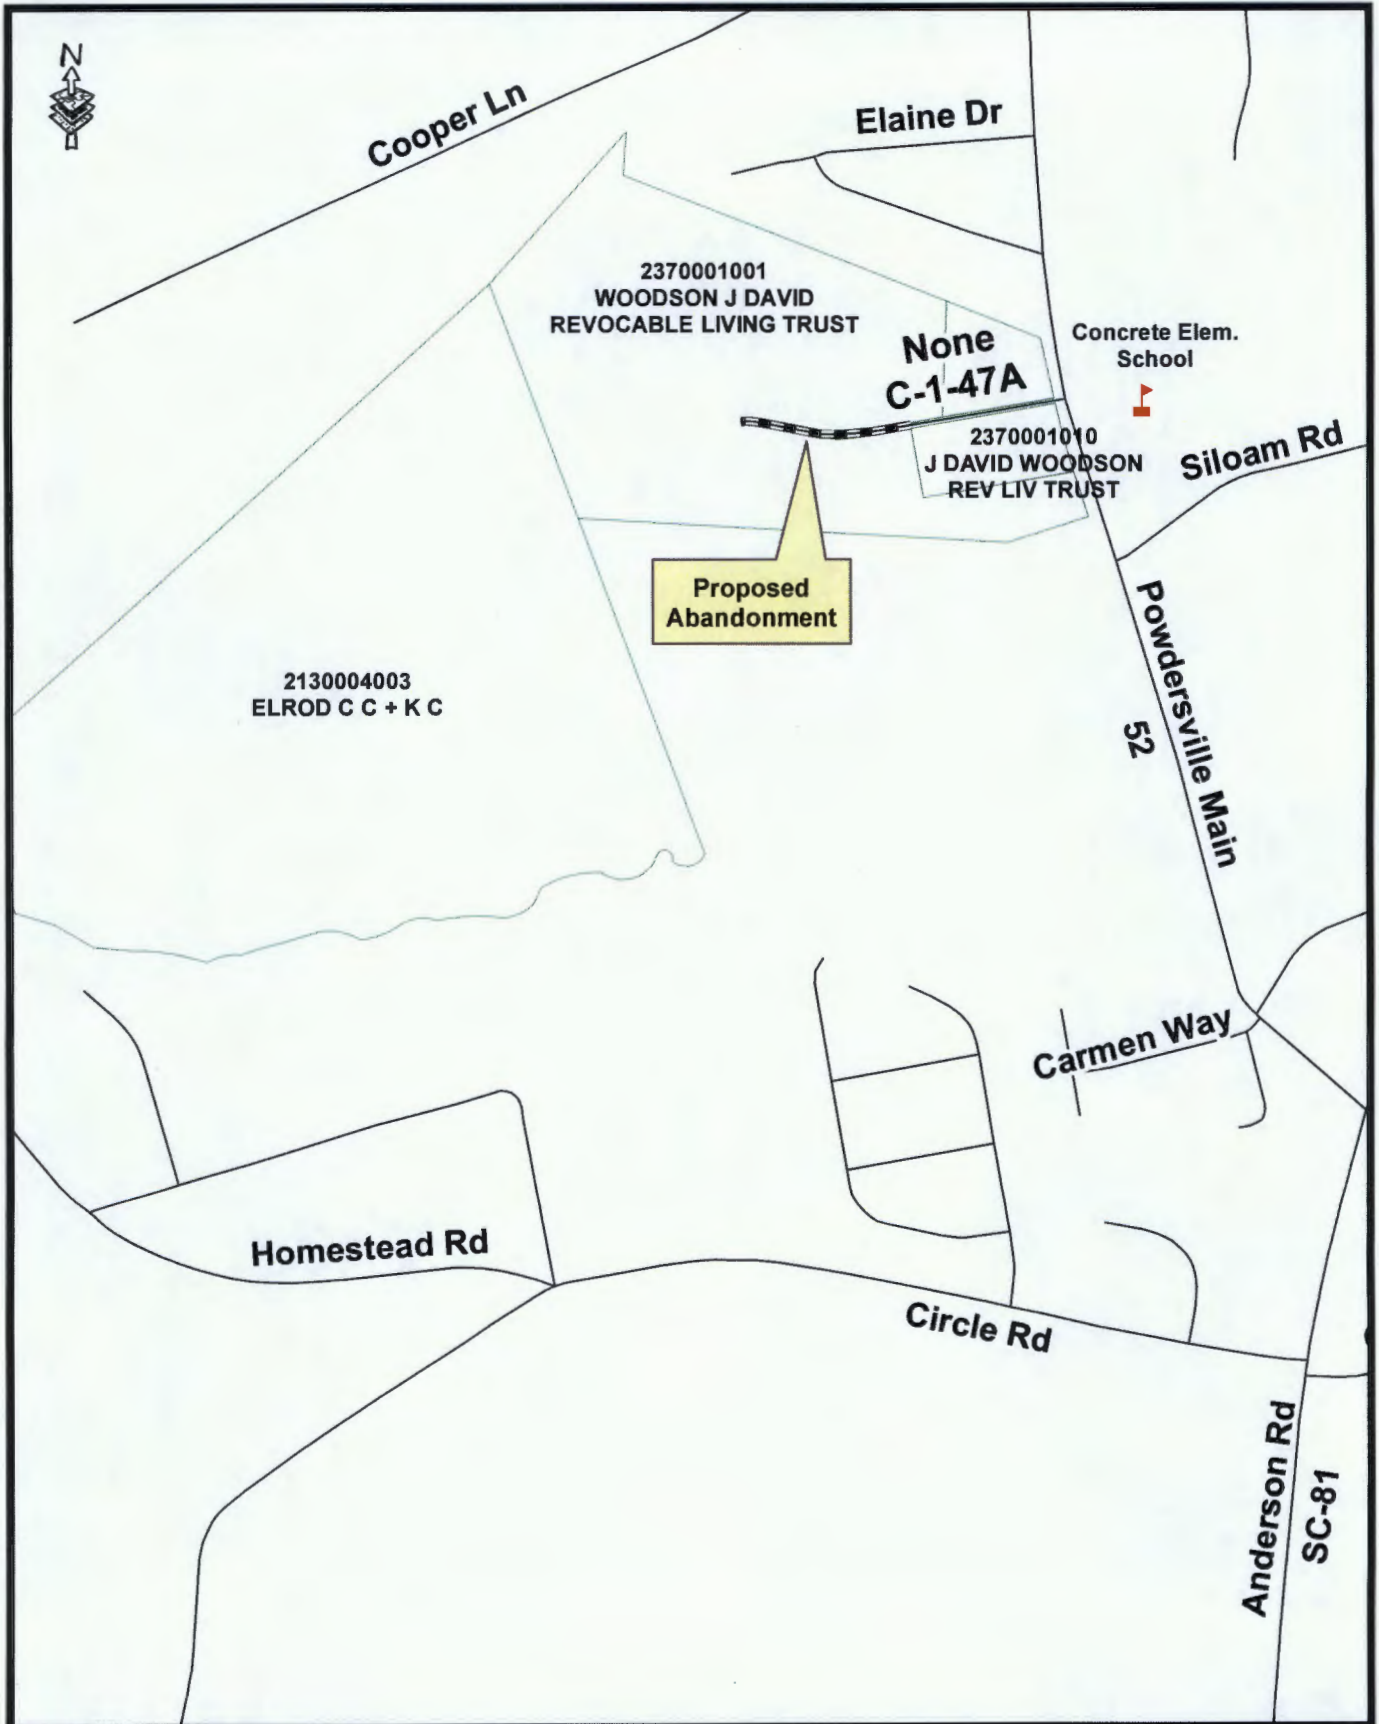 N
Cooper Ln
Elaine Dr
2370001001
WOODSON J DAVID
REVOCABLE LIVING TRUST
None
C-1-47A
Concrete Elem.
School
2370001010
J DAVID WOODSON
REV LIV TRUST
Siloam Rd
Proposed
Abandonment
Powdersville Main
52
2130004003
ELROD C C + K C
Carmen Way
Homestead Rd
Circle Rd
Anderson Rd
SC-81